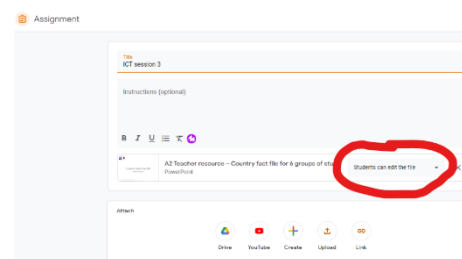 Assignment
Title
ICT session 3
Instructions (optional)
B I U
A2 Teacher resource – Country fact file for 6 groups of stu
PowerPoint
Students can edit the file
Attach
Drive YouTube Create Upload Link